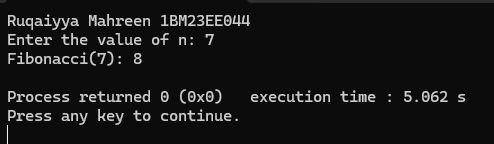 Ruqaiyya Mahreen 1BM23EE044
Enter the value of n: 7
Fibonacci(7): 8
Process returned 0 (0x0)   execution time : 5.062 s
Press any key to continue.